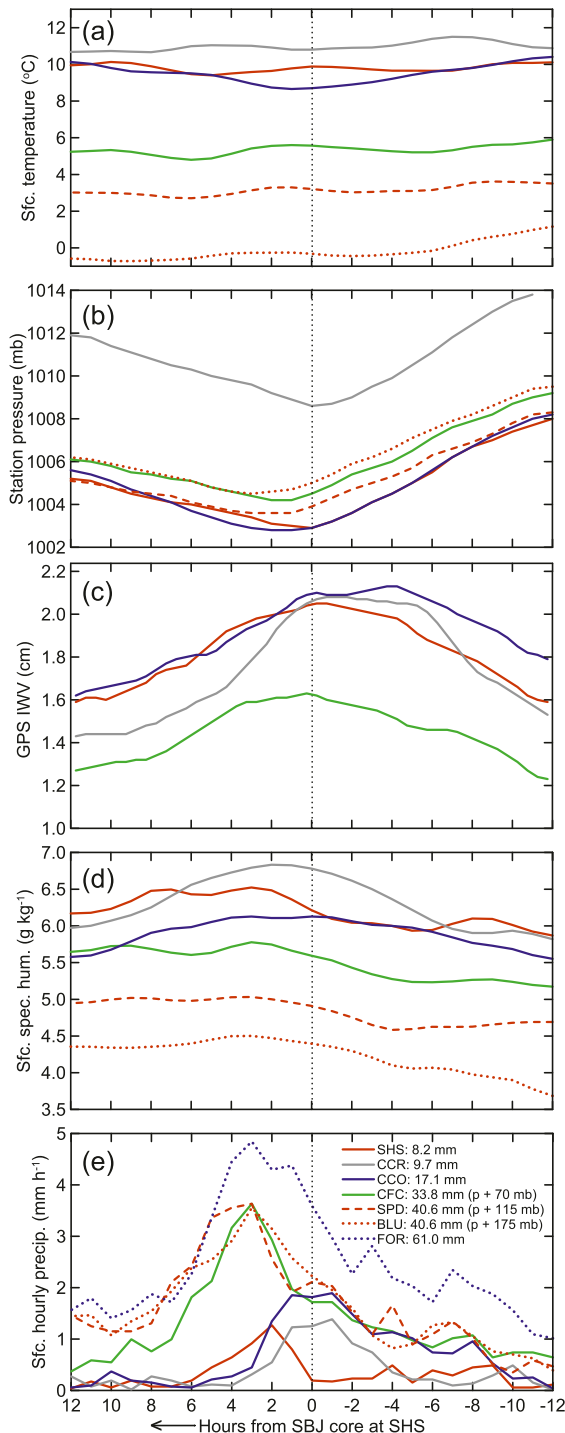 (a)
Sfc. temperature (°C)
12
10
8
6
4
2
0
(b)
Station pressure (mb)
1014
1012
1010
1008
1006
1004
1002
(c)
GPS IWV (cm)
2.2
2.0
1.8
1.6
1.4
1.2
1.0
(d)
Sfc. spec. hum. (g kg⁻¹)
7.0
6.5
6.0
5.5
5.0
4.5
4.0
3.5
(e)
Sfc. hourly precip. (mm h⁻¹)
5
4
3
2
1
0
SHS: 8.2 mm
CCR: 9.7 mm
CCO: 17.1 mm
CFC: 33.8 mm (p + 70 mb)
SPD: 40.6 mm (p + 115 mb)
BLU: 40.6 mm (p + 175 mb)
FOR: 61.0 mm
12 10 8 6 4 2 0 -2 -4 -6 -8 -10 -12
Hours from SBJ core at SHS